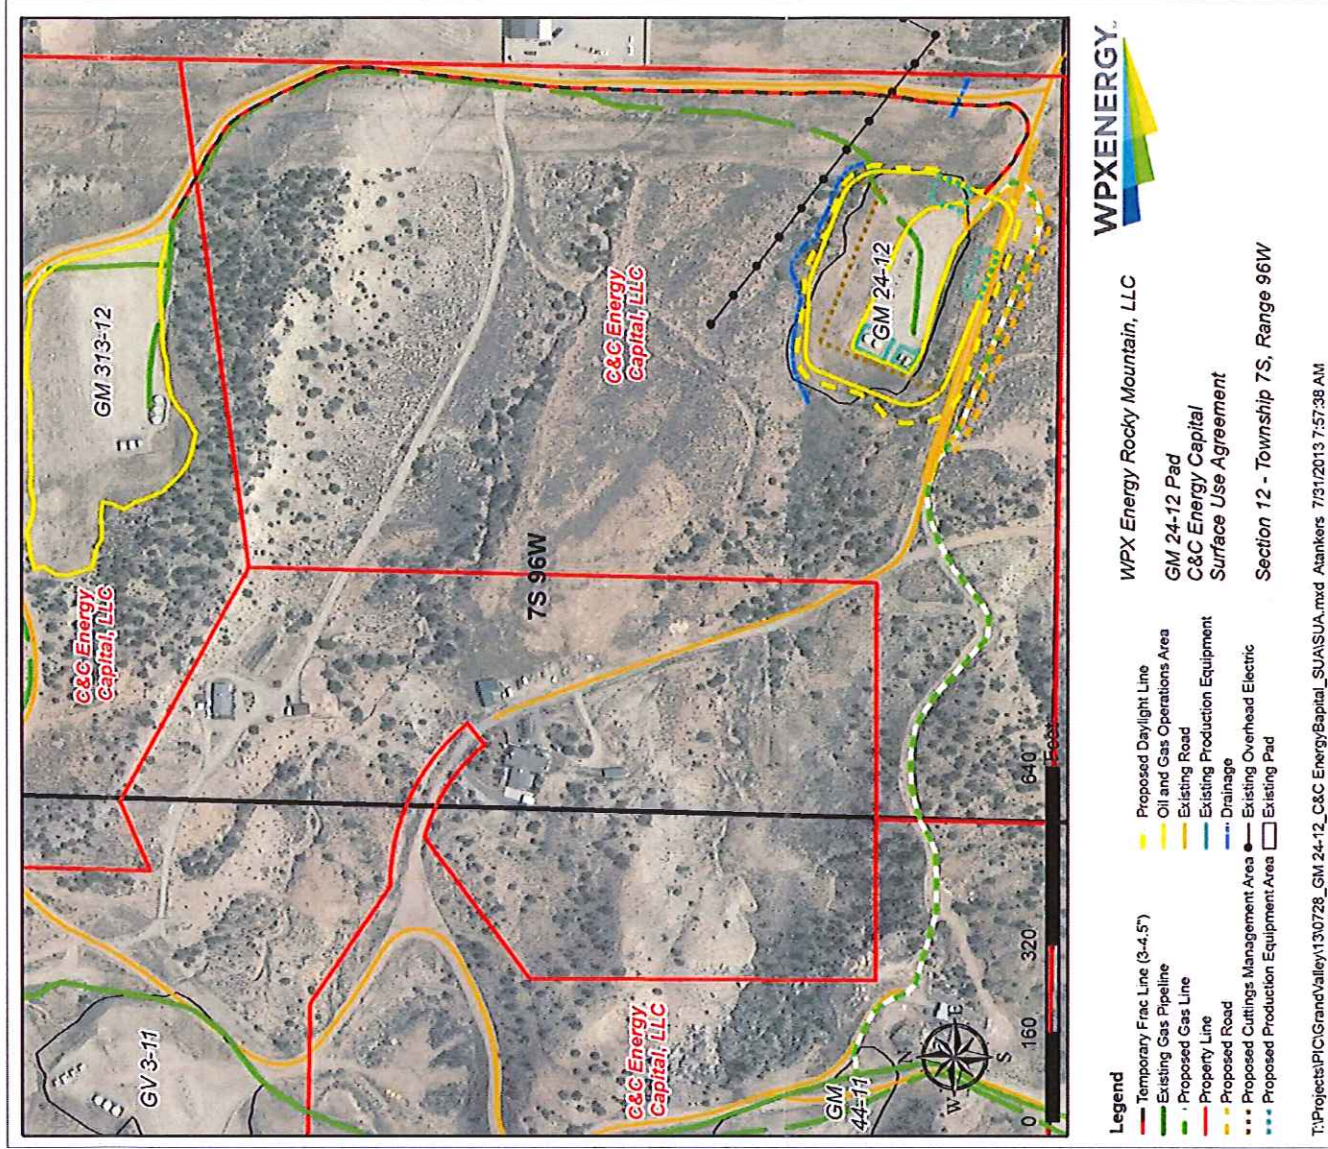 GM 313-12
C&C Energy
Capital, LLC
C&C Energy
Capital, LLC
7S 96W
GM 24-12
GV 3-11
C&C Energy
Capital, LLC
GM
44-11
N
W
E
S
0
160
320
640
Feet
Legend
Temporary Frac Line (3-4.5")
Existing Gas Pipeline
Proposed Gas Line
Property Line
Proposed Road
Proposed Cuttings Management Area
Proposed Production Equipment Area
Proposed Daylight Line
Oil and Gas Operations Area
Existing Road
Existing Production Equipment
Drainage
Existing Overhead Electric
Existing Pad
WPX Energy Rocky Mountain, LLC
GM 24-12 Pad
C&C Energy Capital
Surface Use Agreement
Section 12 - Township 7S, Range 96W
WPXENERGY
T:\Projects\PIC\GrandValley\130728_GM 24-12_C&C EnergyBapital_SUA\SUA.mxd Atankers 7/31/2013 7:57:38 AM